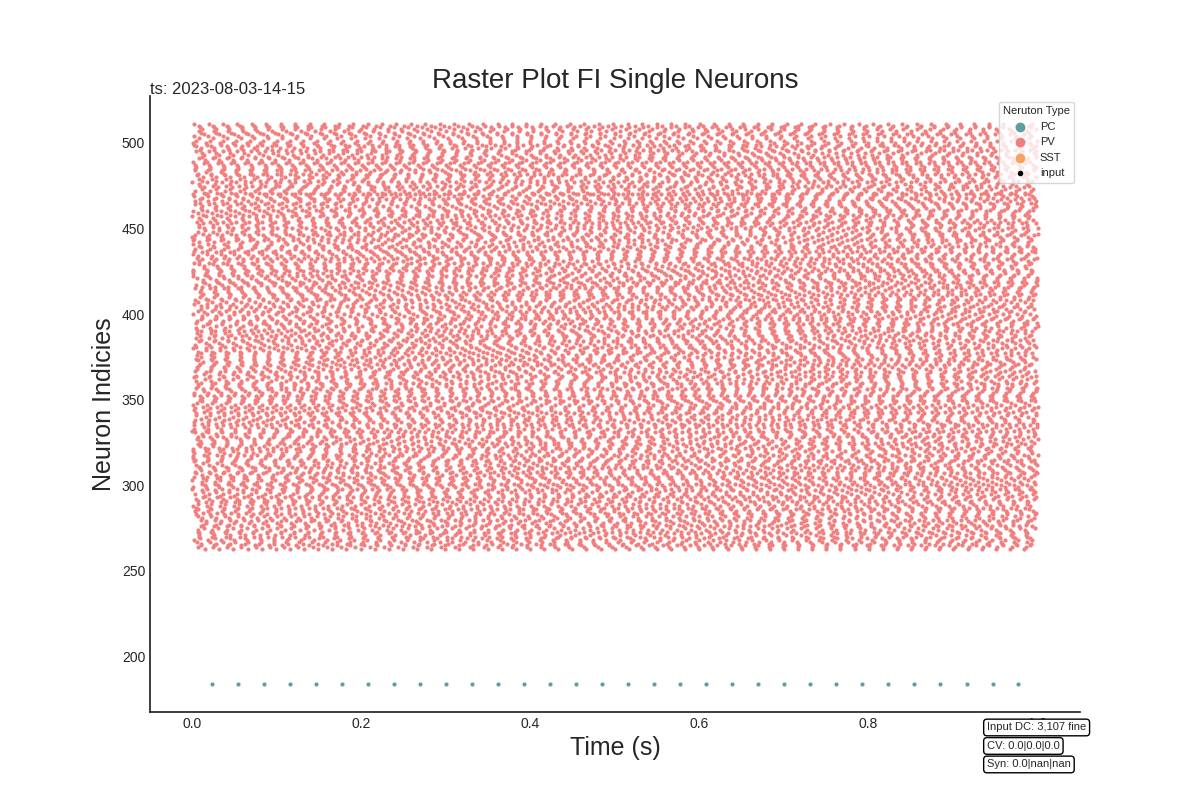 Raster Plot FI Single Neurons
ts: 2023-08-03-14-15
Neruton Type
PC
PV
SST
input
500
450
400
350
300
250
200
Neuron Indicies
0.0 0.2 0.4 0.6 0.8
Time (s)
Input DC: 3,107 fine
CV: 0.0|0.0|0.0
Syn: 0.0|nan|nan